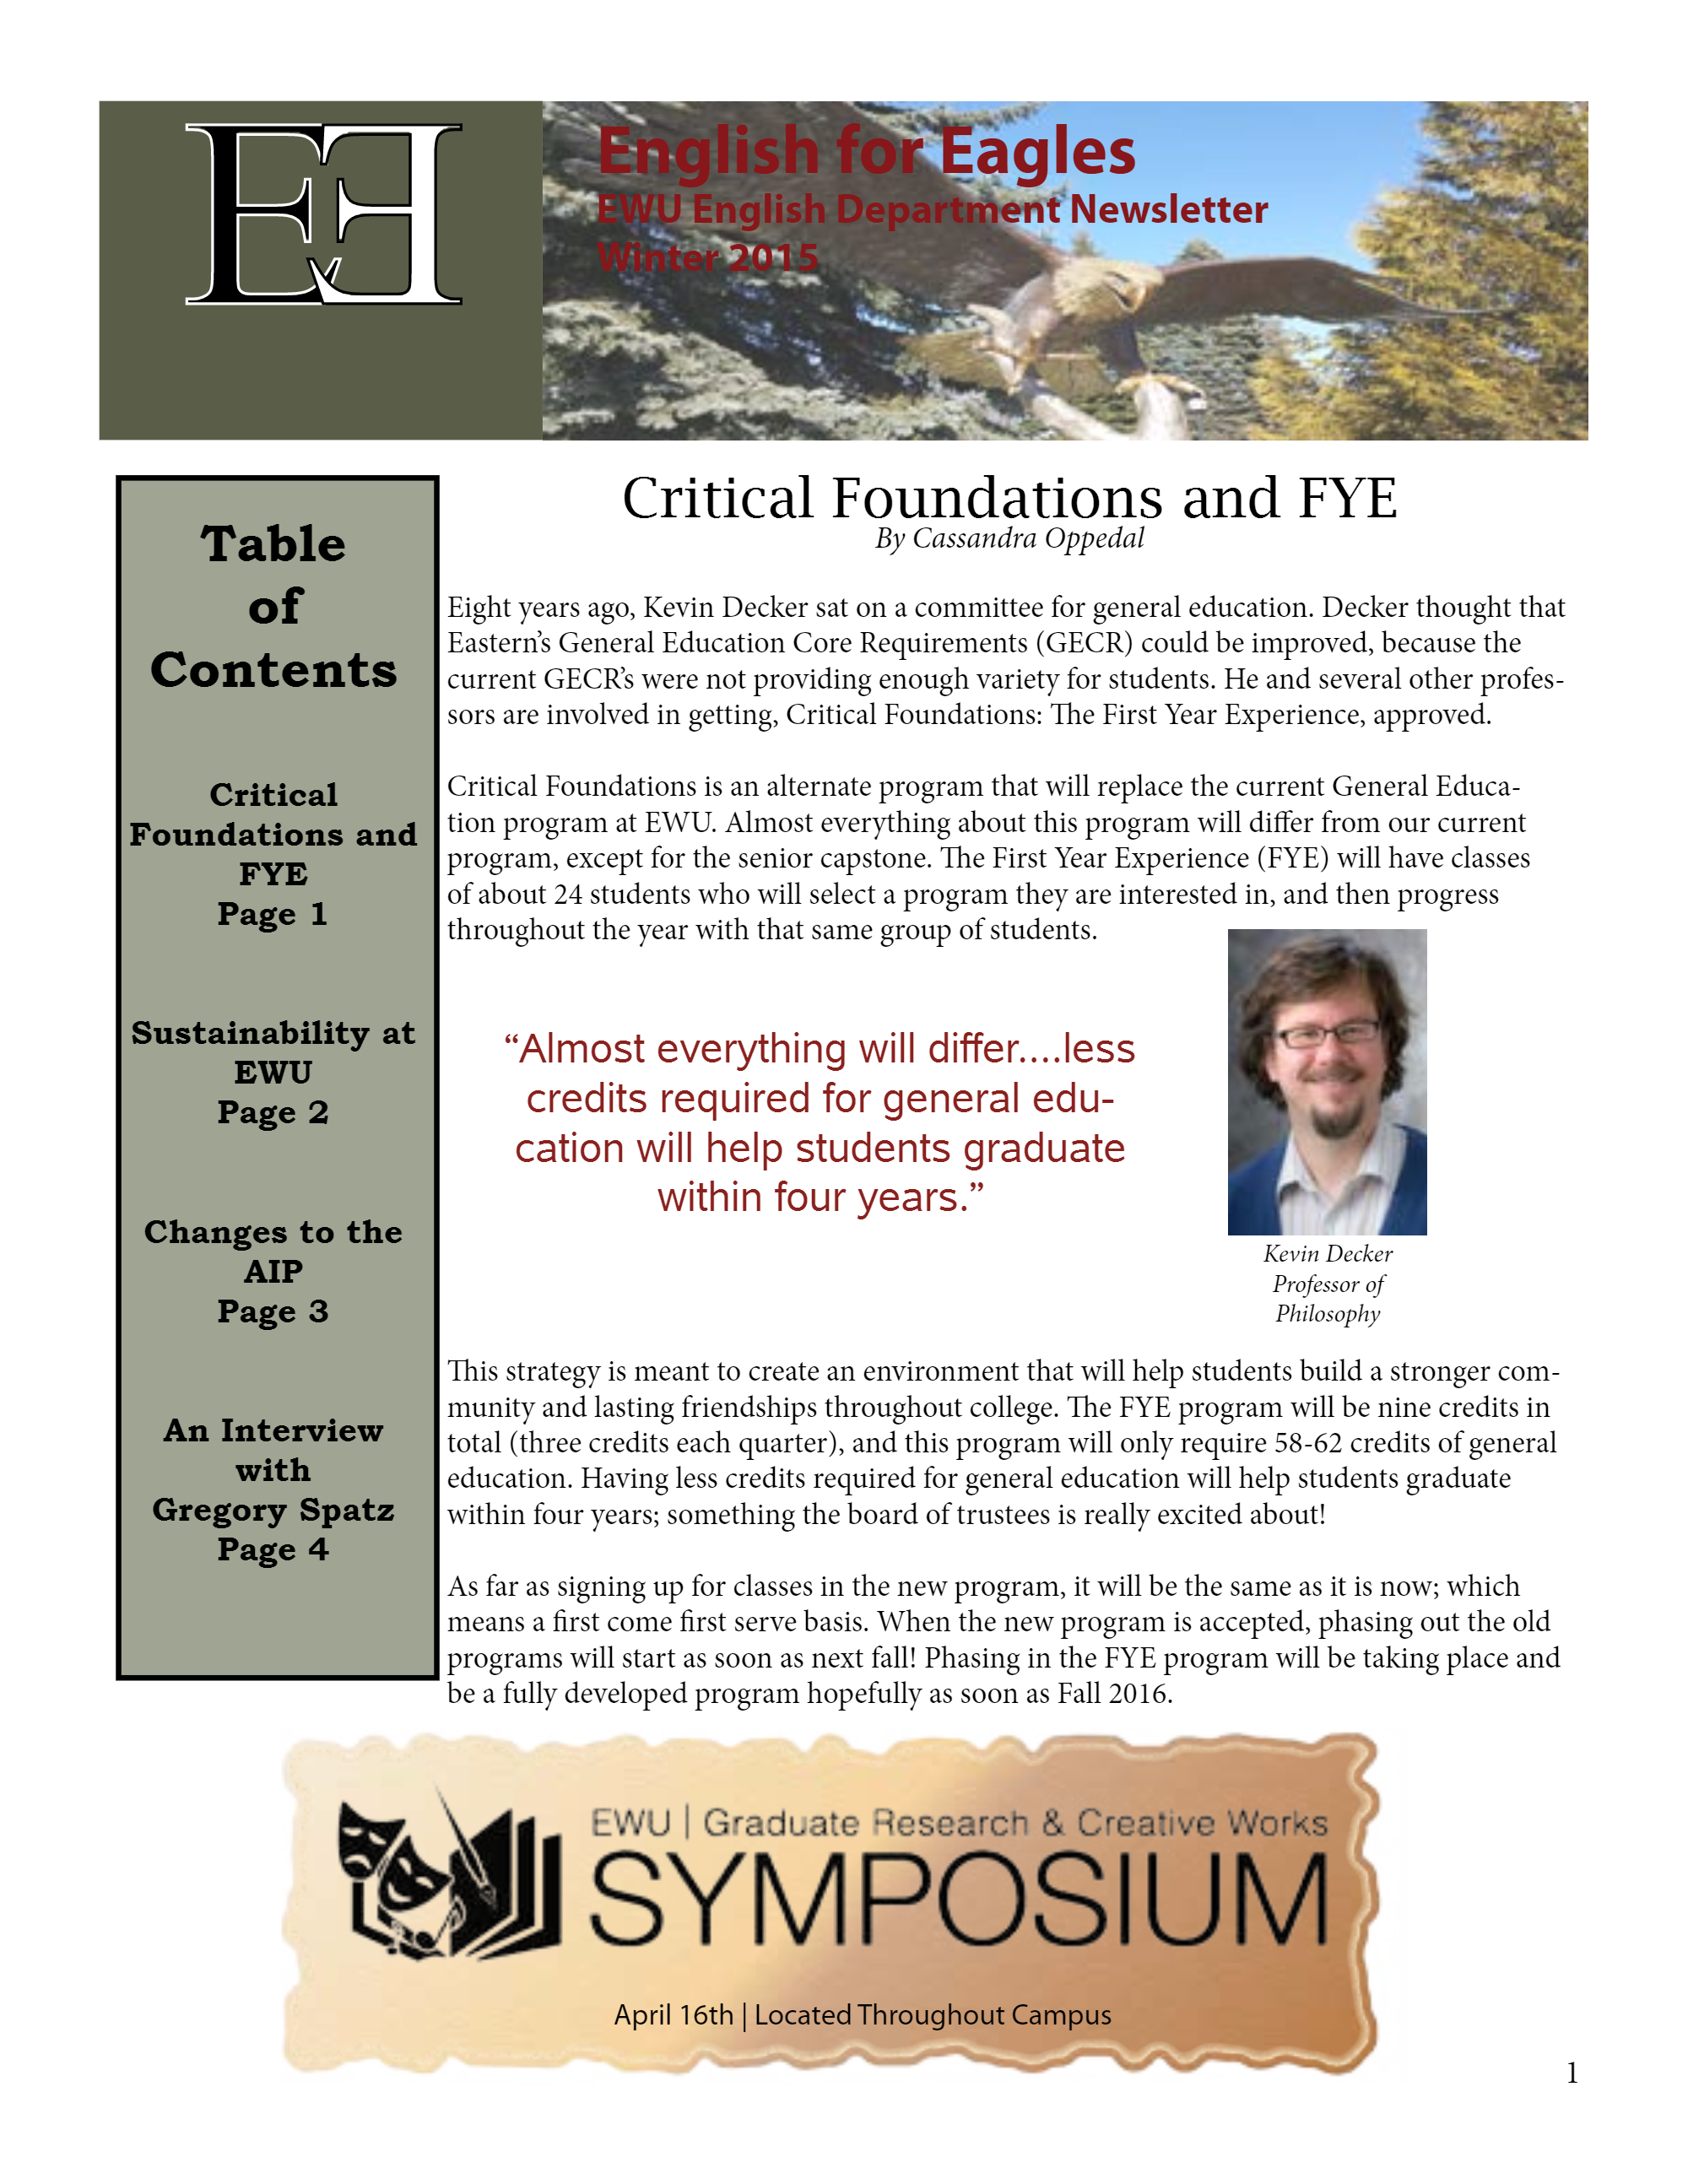 EE
English for Eagles
EWU English Department Newsletter
Winter 2015
Table
of
Contents
Critical
Foundations and
FYE
Page 1
Sustainability at
EWU
Page 2
Changes to the
AIP
Page 3
An Interview
with
Gregory Spatz
Page 4
Critical Foundations and FYE
By Cassandra Oppedal
Eight years ago, Kevin Decker sat on a committee for general education. Decker thought that
Eastern’s General Education Core Requirements (GECR) could be improved, because the
current GECR’s were not providing enough variety for students. He and several other profes-
sors are involved in getting, Critical Foundations: The First Year Experience, approved.
Critical Foundations is an alternate program that will replace the current General Educa-
tion program at EWU. Almost everything about this program will differ from our current
program, except for the senior capstone. The First Year Experience (FYE) will have classes
of about 24 students who will select a program they are interested in, and then progress
throughout the year with that same group of students.
“Almost everything will differ....less
credits required for general edu-
cation will help students graduate
within four years.”
Kevin Decker
Professor of
Philosophy
This strategy is meant to create an environment that will help students build a stronger com-
munity and lasting friendships throughout college. The FYE program will be nine credits in
total (three credits each quarter), and this program will only require 58-62 credits of general
education. Having less credits required for general education will help students graduate
within four years; something the board of trustees is really excited about!
As far as signing up for classes in the new program, it will be the same as it is now; which
means a first come first serve basis. When the new program is accepted, phasing out the old
programs will start as soon as next fall! Phasing in the FYE program will be taking place and
be a fully developed program hopefully as soon as Fall 2016.
EWU | Graduate Research & Creative Works
SYMPOSIUM
April 16th | Located Throughout Campus
1